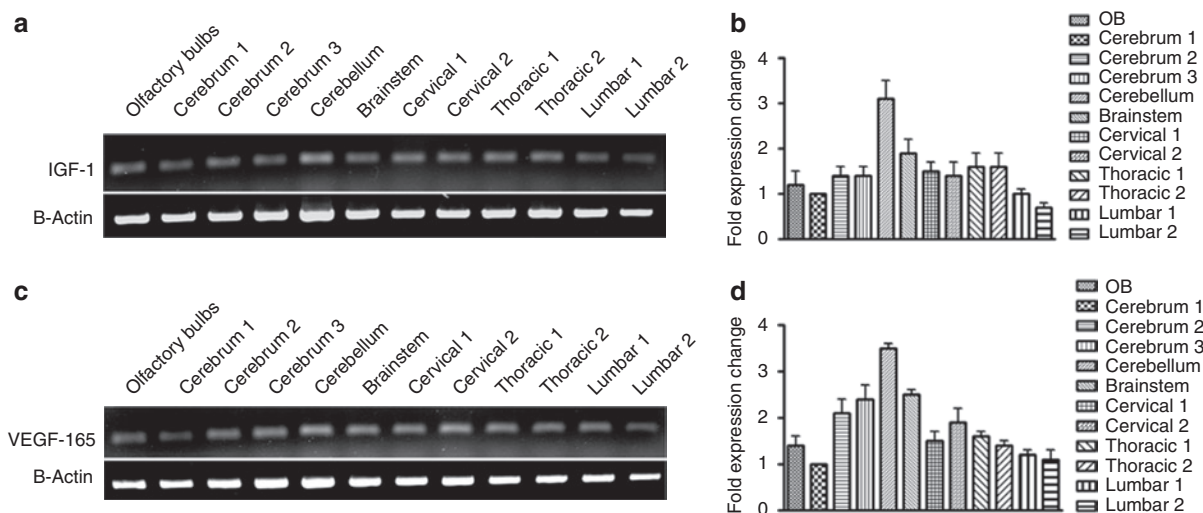 a
Olfactory bulbs
Cerebrum 1
Cerebrum 2
Cerebrum 3
Cerebellum
Brainstem
Cervical 1
Cervical 2
Thoracic 1
Thoracic 2
Lumbar 1
Lumbar 2
IGF-1
B-Actin
b
Fold expression change
4
3
2
1
0
OB
Cerebrum 1
Cerebrum 2
Cerebrum 3
Cerebellum
Brainstem
Cervical 1
Cervical 2
Thoracic 1
Thoracic 2
Lumbar 1
Lumbar 2
c
Olfactory bulbs
Cerebrum 1
Cerebrum 2
Cerebrum 3
Cerebellum
Brainstem
Cervical 1
Cervical 2
Thoracic 1
Thoracic 2
Lumbar 1
Lumbar 2
VEGF-165
B-Actin
d
Fold expression change
4
3
2
1
0
OB
Cerebrum 1
Cerebrum 2
Cerebrum 3
Cerebellum
Brainstem
Cervical 1
Cervical 2
Thoracic 1
Thoracic 2
Lumbar 1
Lumbar 2